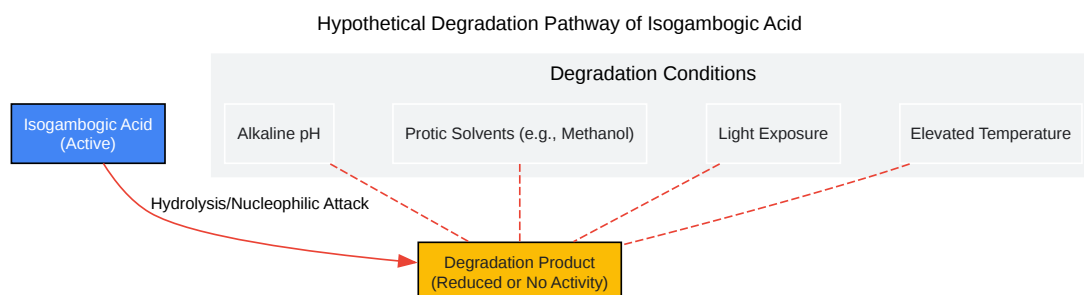 Hypothetical Degradation Pathway of Isogambogic Acid
Degradation Conditions
Isogambogic Acid
(Active)
Alkaline pH
Protic Solvents (e.g., Methanol)
Light Exposure
Elevated Temperature
Hydrolysis/Nucleophilic Attack
Degradation Product
(Reduced or No Activity)